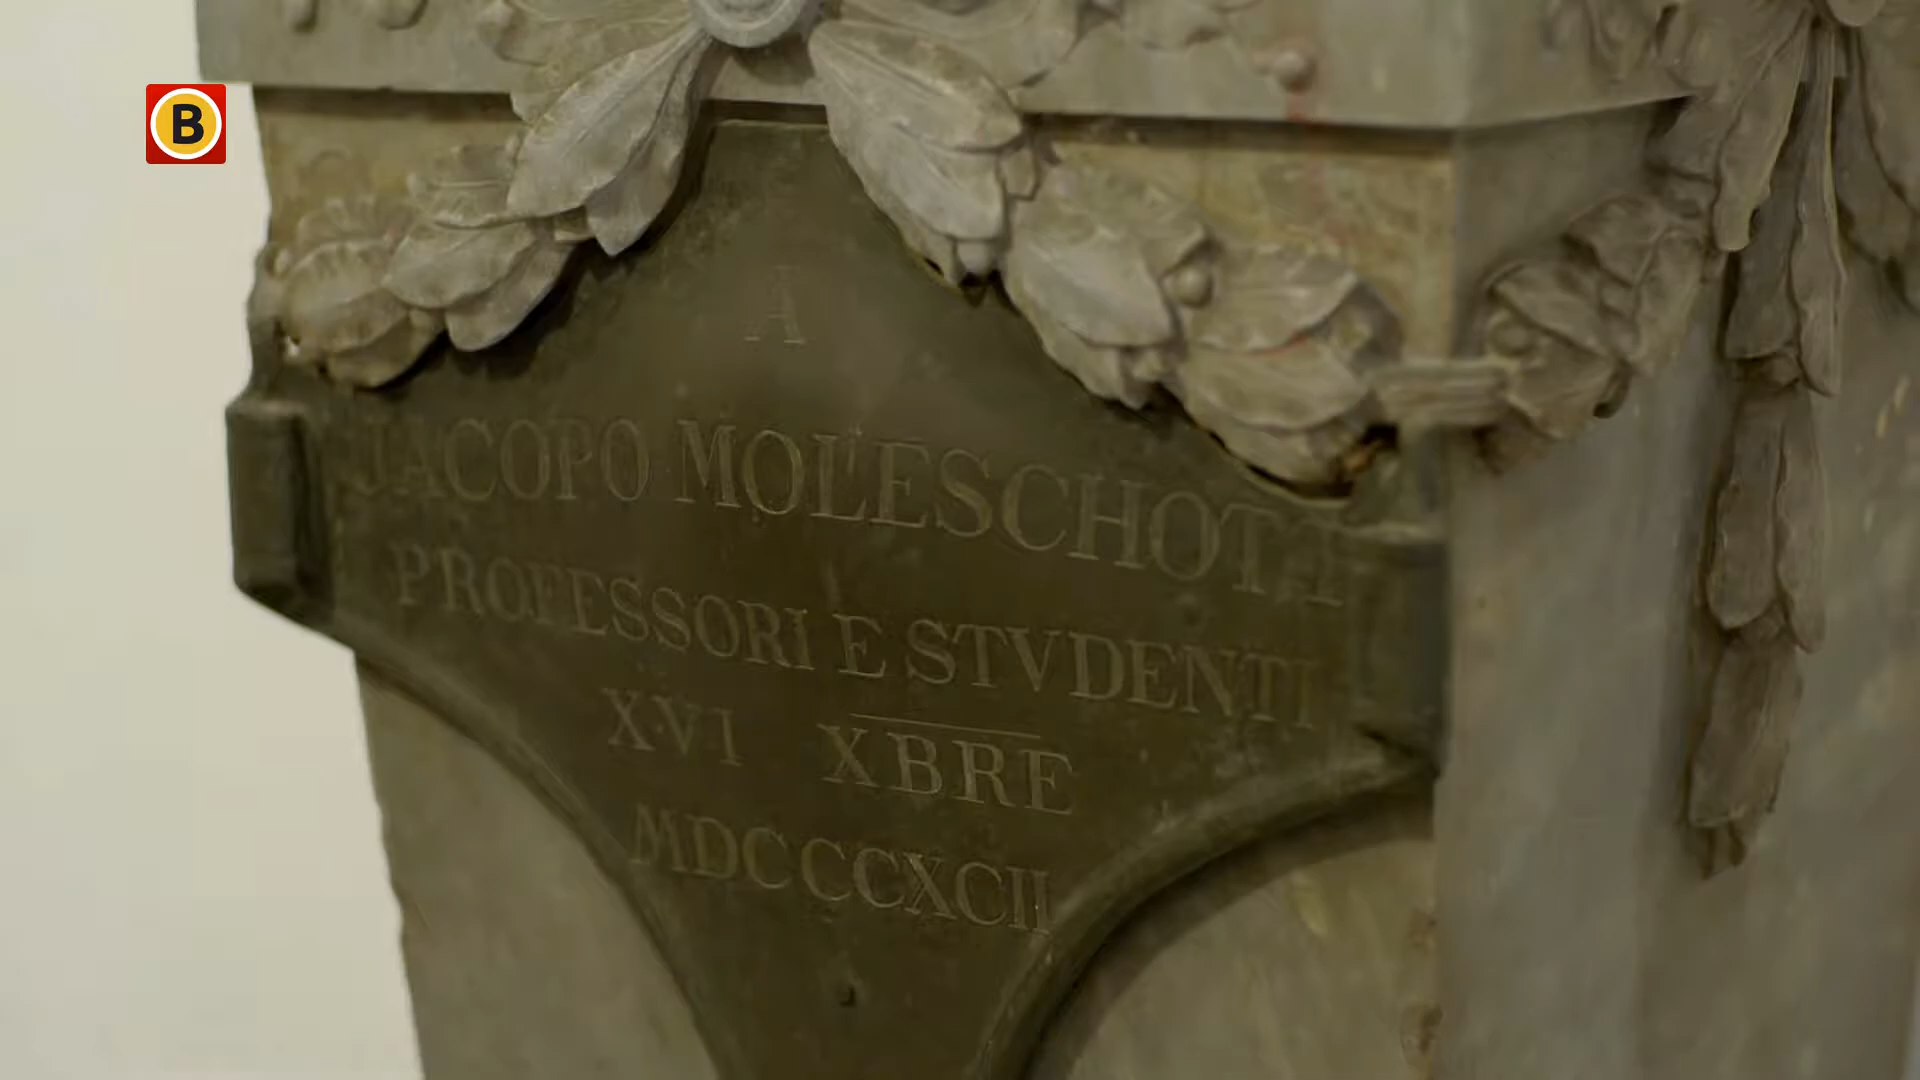 B
A
JACOPO MOLESCHOTT
PROFESSORI E STVDENTI
XVI XBRE
MDCCCXCII